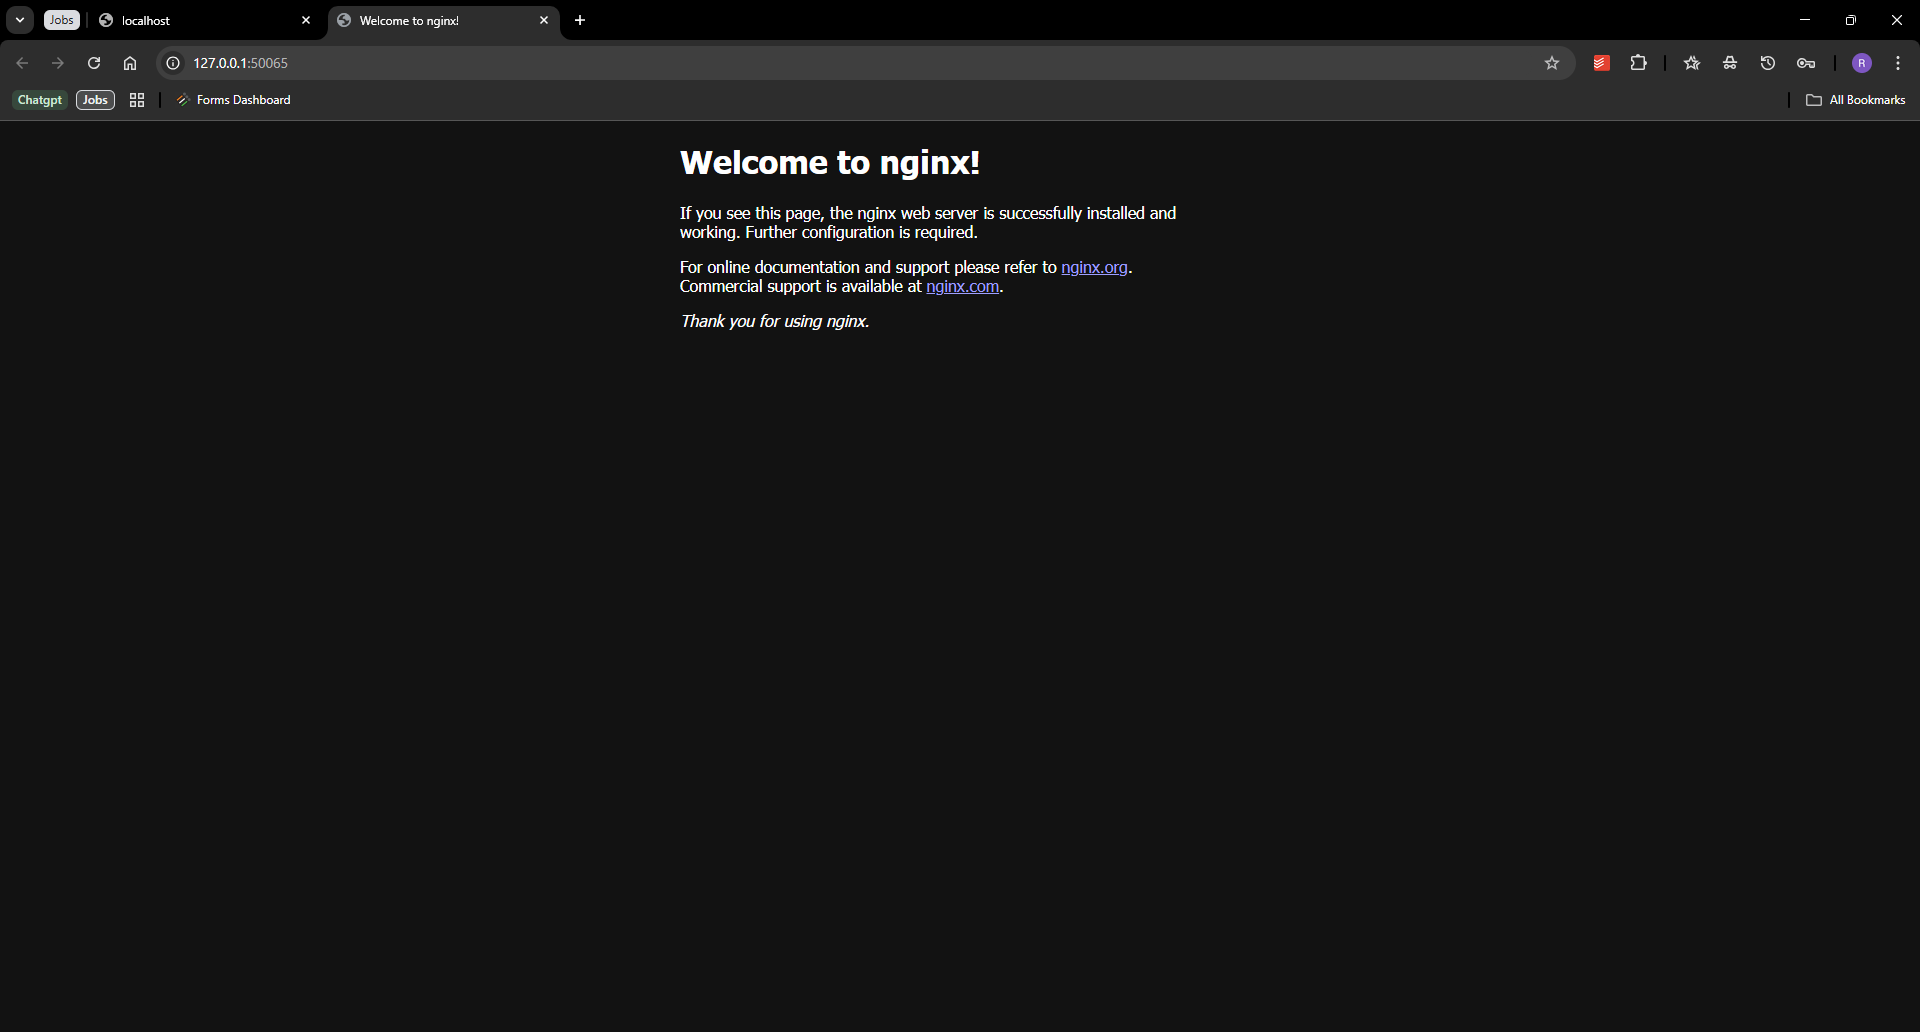 Jobs
localhost
Welcome to nginx!
127.0.0.1:50065
R
Chatgpt
Jobs
Forms Dashboard
All Bookmarks
Welcome to nginx!
If you see this page, the nginx web server is successfully installed and
working. Further configuration is required.
For online documentation and support please refer to nginx.org.
Commercial support is available at nginx.com.
Thank you for using nginx.